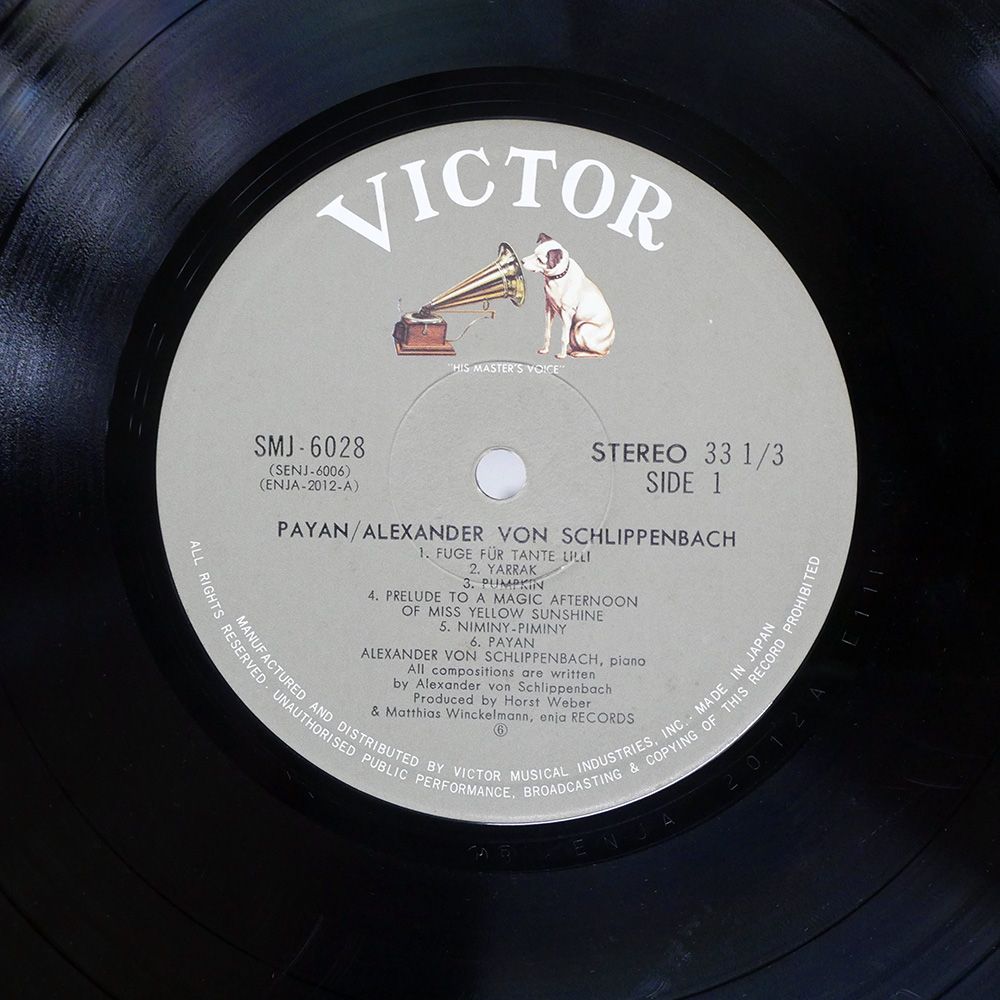 VICTOR
"HIS MASTER'S VOICE"
SMJ-6028
(SENJ-6006)
(ENJA-2012-A)
STEREO 33 1/3
SIDE 1
PAYAN/ALEXANDER VON SCHLIPPENBACH
1. FUGE FÜR TANTE LILLI
2. YARRAK
3. PUMPKIN
4. PRELUDE TO A MAGIC AFTERNOON
OF MISS YELLOW SUNSHINE
5. NIMINY-PIMINY
6. PAYAN
ALEXANDER VON SCHLIPPENBACH, piano
All compositions are written
by Alexander von Schlippenbach
Produced by Horst Weber
& Matthias Winckelmann, enja RECORDS
6
MANUFACTURED AND DISTRIBUTED BY VICTOR MUSICAL INDUSTRIES, INC. · MADE IN JAPAN
ALL RIGHTS RESERVED · UNAUTHORISED PUBLIC PERFORMANCE, BROADCASTING & COPYING OF THIS RECORD PROHIBITED
ENJA 2012A